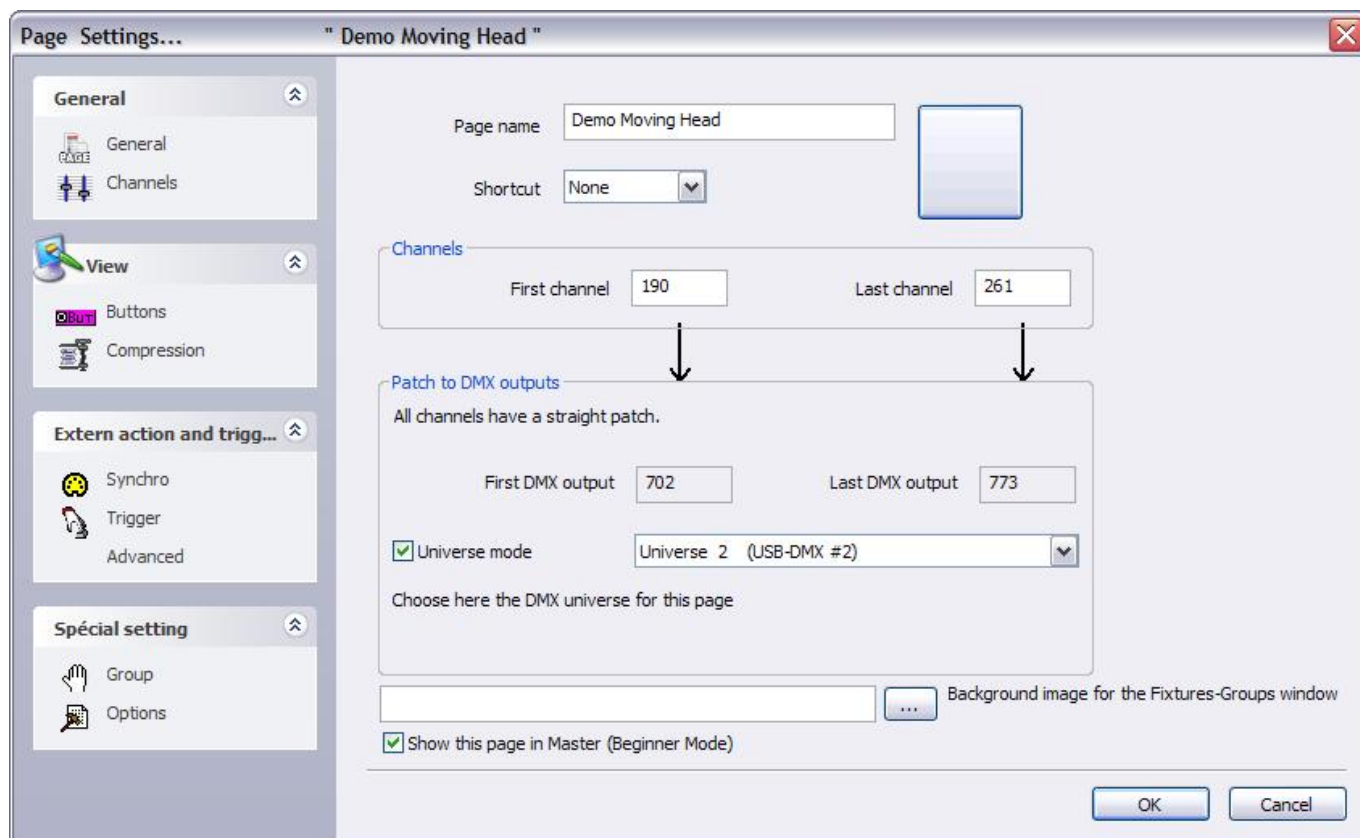 Page Settings... " Demo Moving Head "
General
General
Channels
View
Buttons
Compression
Extern action and trigg...
Synchro
Trigger
Advanced
Spécial setting
Group
Options
Page name Demo Moving Head
Shortcut None
Channels
First channel 190 Last channel 261
Patch to DMX outputs
All channels have a straight patch.
First DMX output 702 Last DMX output 773
Universe mode Universe 2 (USB-DMX #2)
Choose here the DMX universe for this page
... Background image for the Fixtures-Groups window
Show this page in Master (Beginner Mode)
OK Cancel